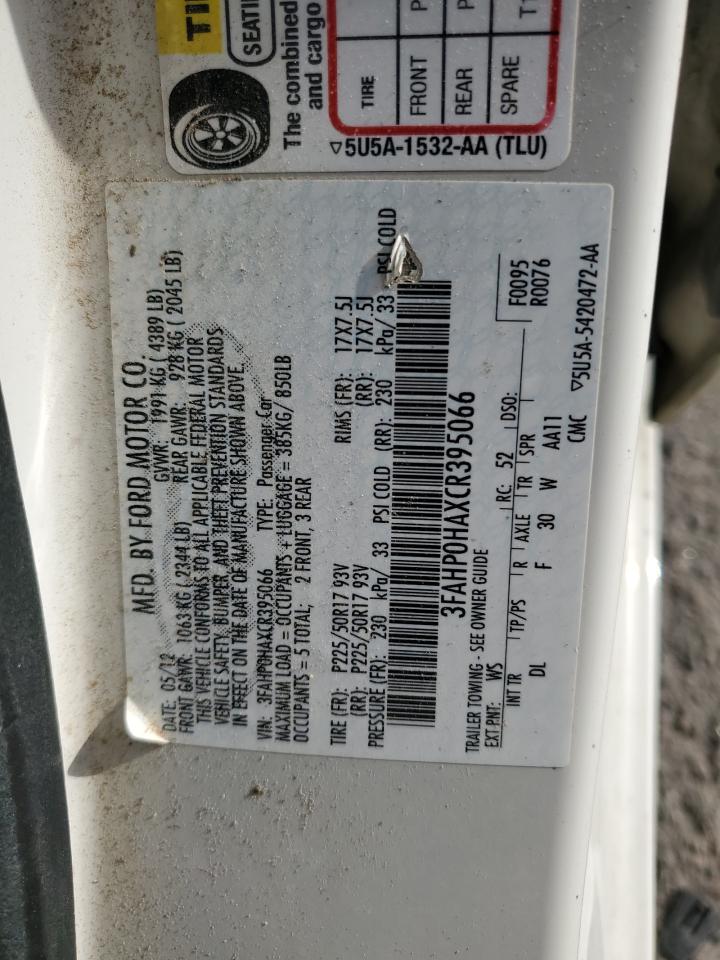 TI
SEATI
The combined
and cargo
TIRE
FRONT P
REAR P
SPARE T1
▽5U5A-1532-AA (TLU)
MFD. BY FORD MOTOR CO.
DATE: 05/12 GVWR: 1991 KG ( 4389 LB)
FRONT GAWR: 1063 KG ( 2344 LB) REAR GAWR: 928 KG ( 2045 LB)
THIS VEHICLE CONFORMS TO ALL APPLICABLE FEDERAL MOTOR
VEHICLE SAFETY, BUMPER, AND THEFT PREVENTION STANDARDS
IN EFFECT ON THE DATE OF MANUFACTURE SHOWN ABOVE.
VIN: 3FAHP0HAXCR395066 TYPE: Passenger Car
MAXIMUM LOAD = OCCUPANTS + LUGGAGE = 385KG/ 850LB
OCCUPANTS = 5 TOTAL; 2 FRONT, 3 REAR
TIRE (FR): P225/50R17 93V RIMS (FR): 17X7.5J
(RR): P225/50R17 93V (RR): 17X7.5J
PRESSURE (FR): 230 kPa/ 33 PSI COLD (RR): 230 kPa/ 33 PSI COLD
3FAHP0HAXCR395066
TRAILER TOWING - SEE OWNER GUIDE F0095
EXT PNT: WS RC: 52 DSO: R0076
INT TR TP/PS R AXLE TR SPR
DL F 30 W AA11
CMC ▽5U5A-5420472-AA